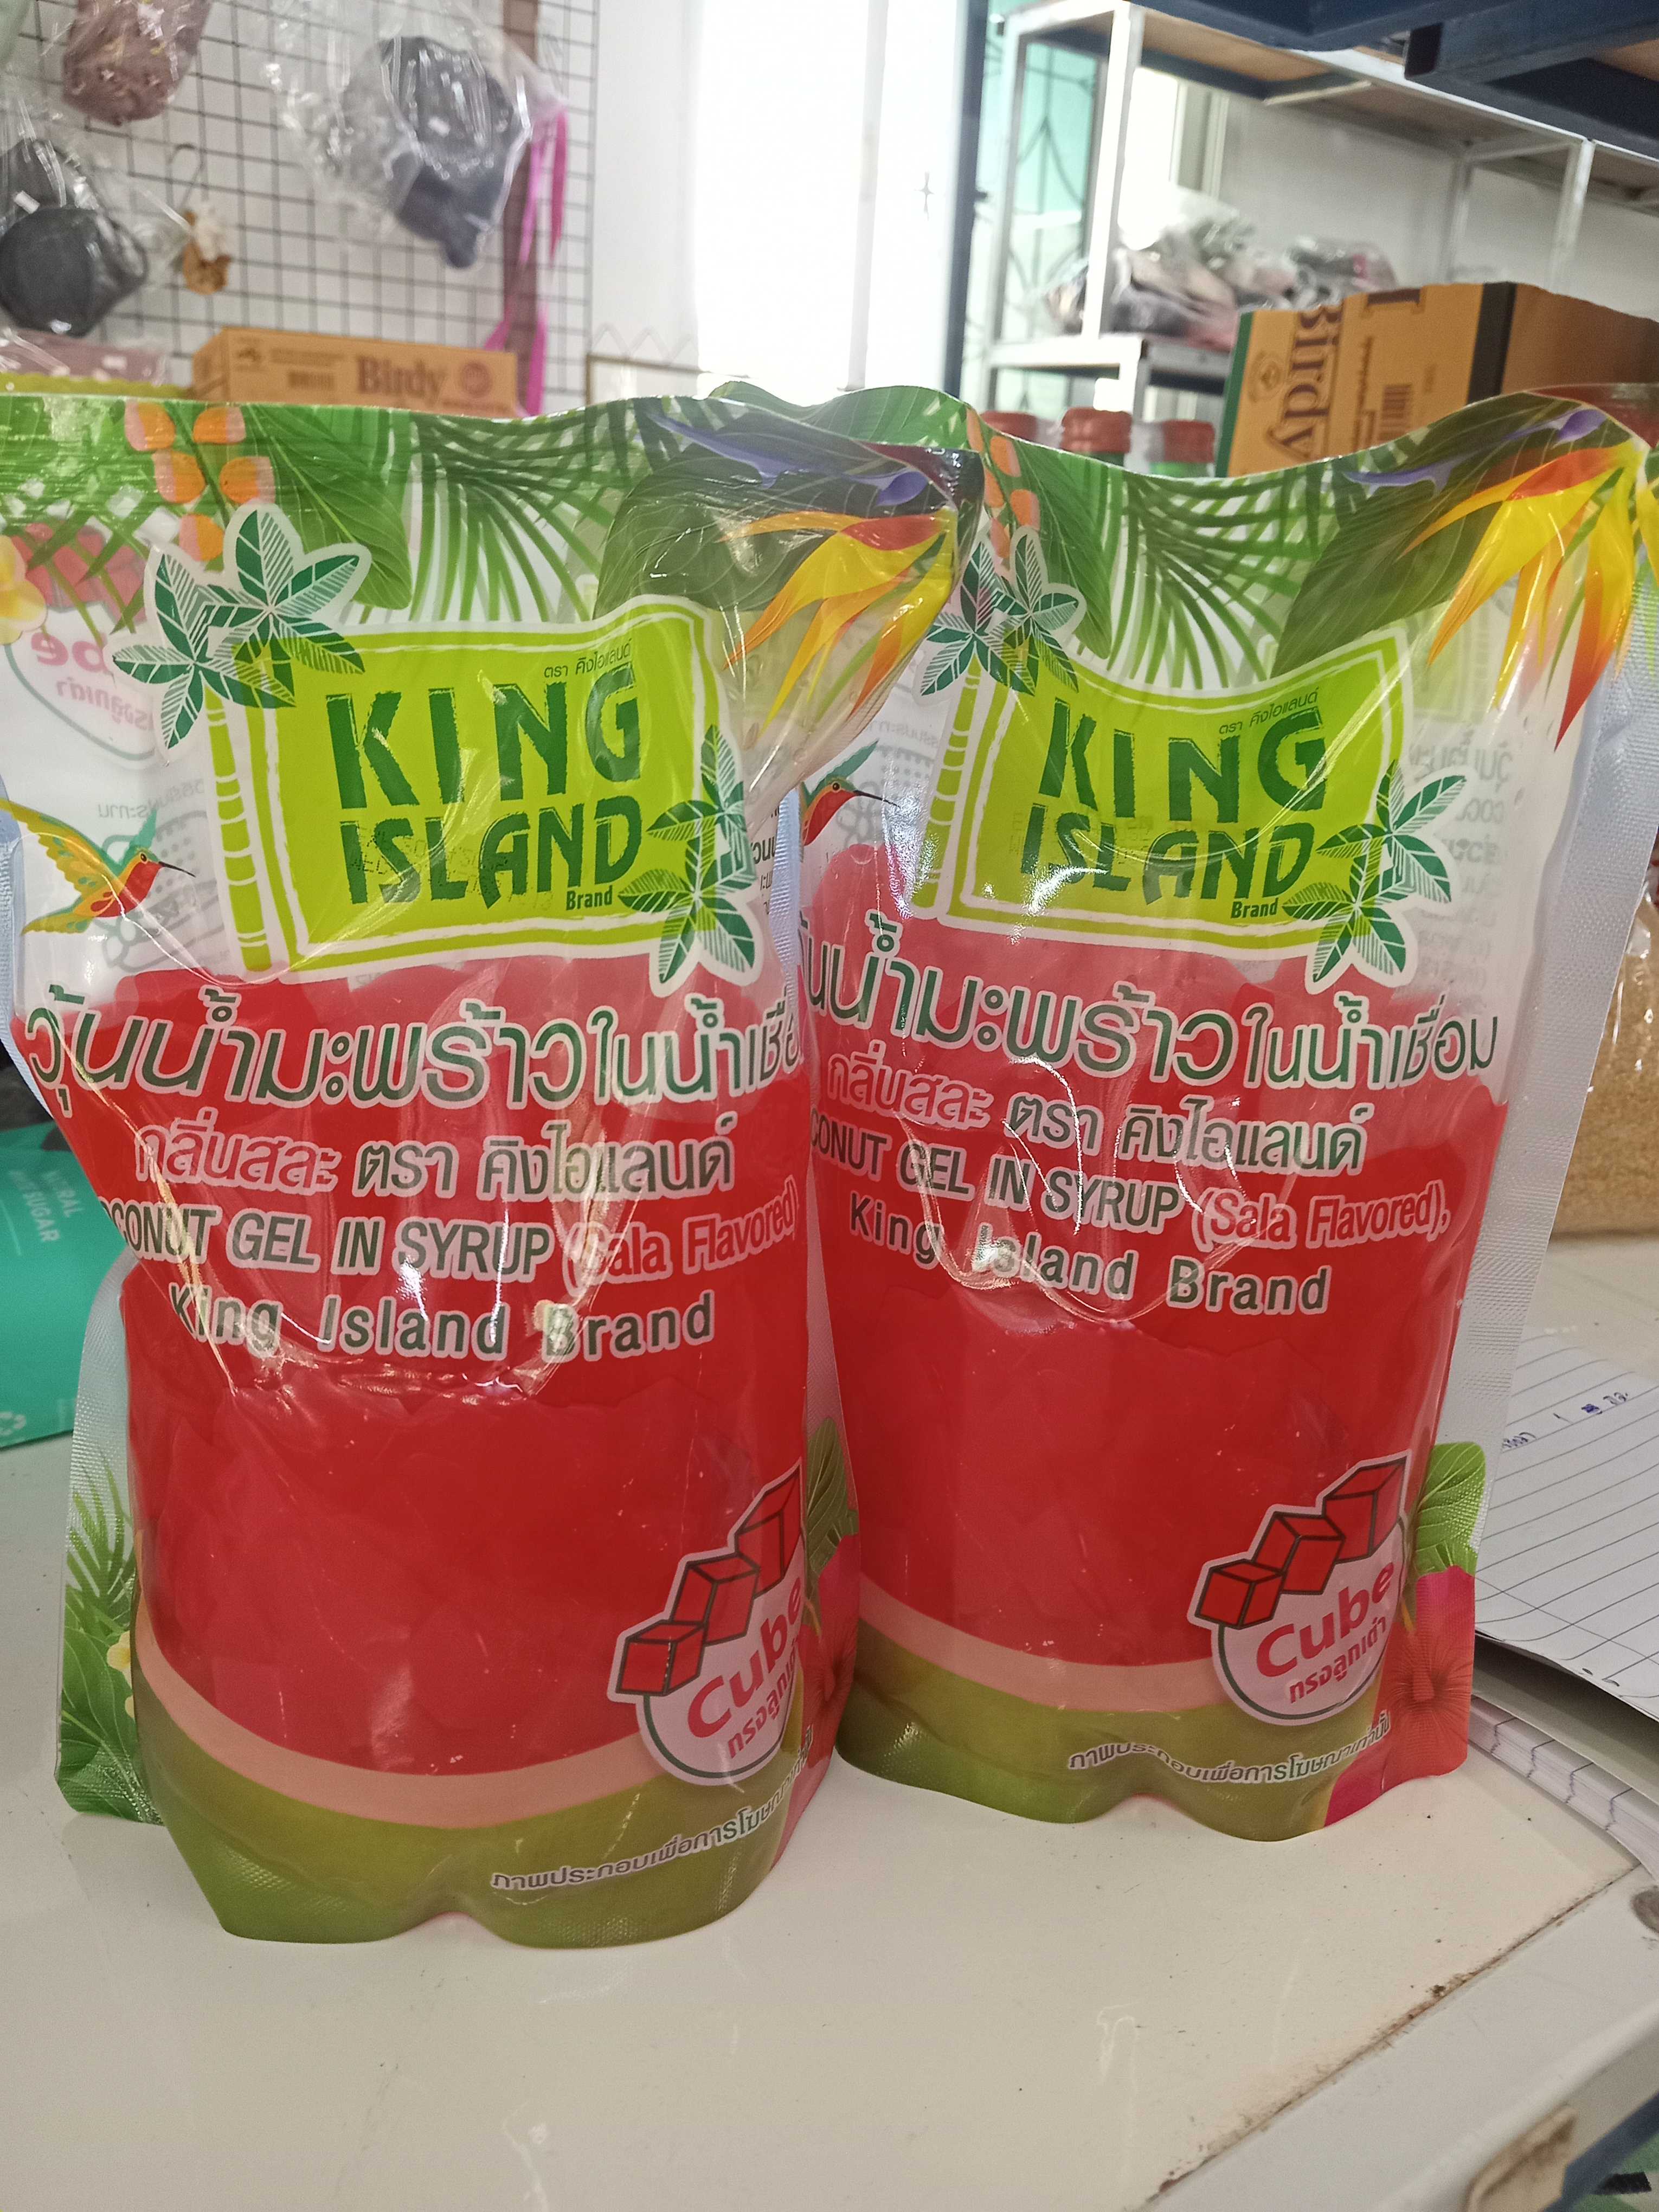 Birdy
Birdy
ตรา คิงไอแลนด์
KING
ISLAND
Brand
วุ้นน้ำมะพร้าวในน้ำเชื่อ
กลิ่นสละ ตรา คิงไอแลนด์
COCONUT GEL IN SYRUP (Sala Flavored)
King Island Brand
Cube
ทรงลูกเต๋า
ภาพประกอบเพื่อการโฆษณา
ตรา คิงไอแลนด์
KING
ISLAND
Brand
นน้ำมะพร้าวในน้ำเชื่อม
กลิ่นสละ ตรา คิงไอแลนด์
CONUT GEL IN SYRUP (Sala Flavored),
King Island Brand
Cube
ทรงลูกเต๋า
ภาพประกอบเพื่อการโฆษณาเท่านั้น
SUGAR